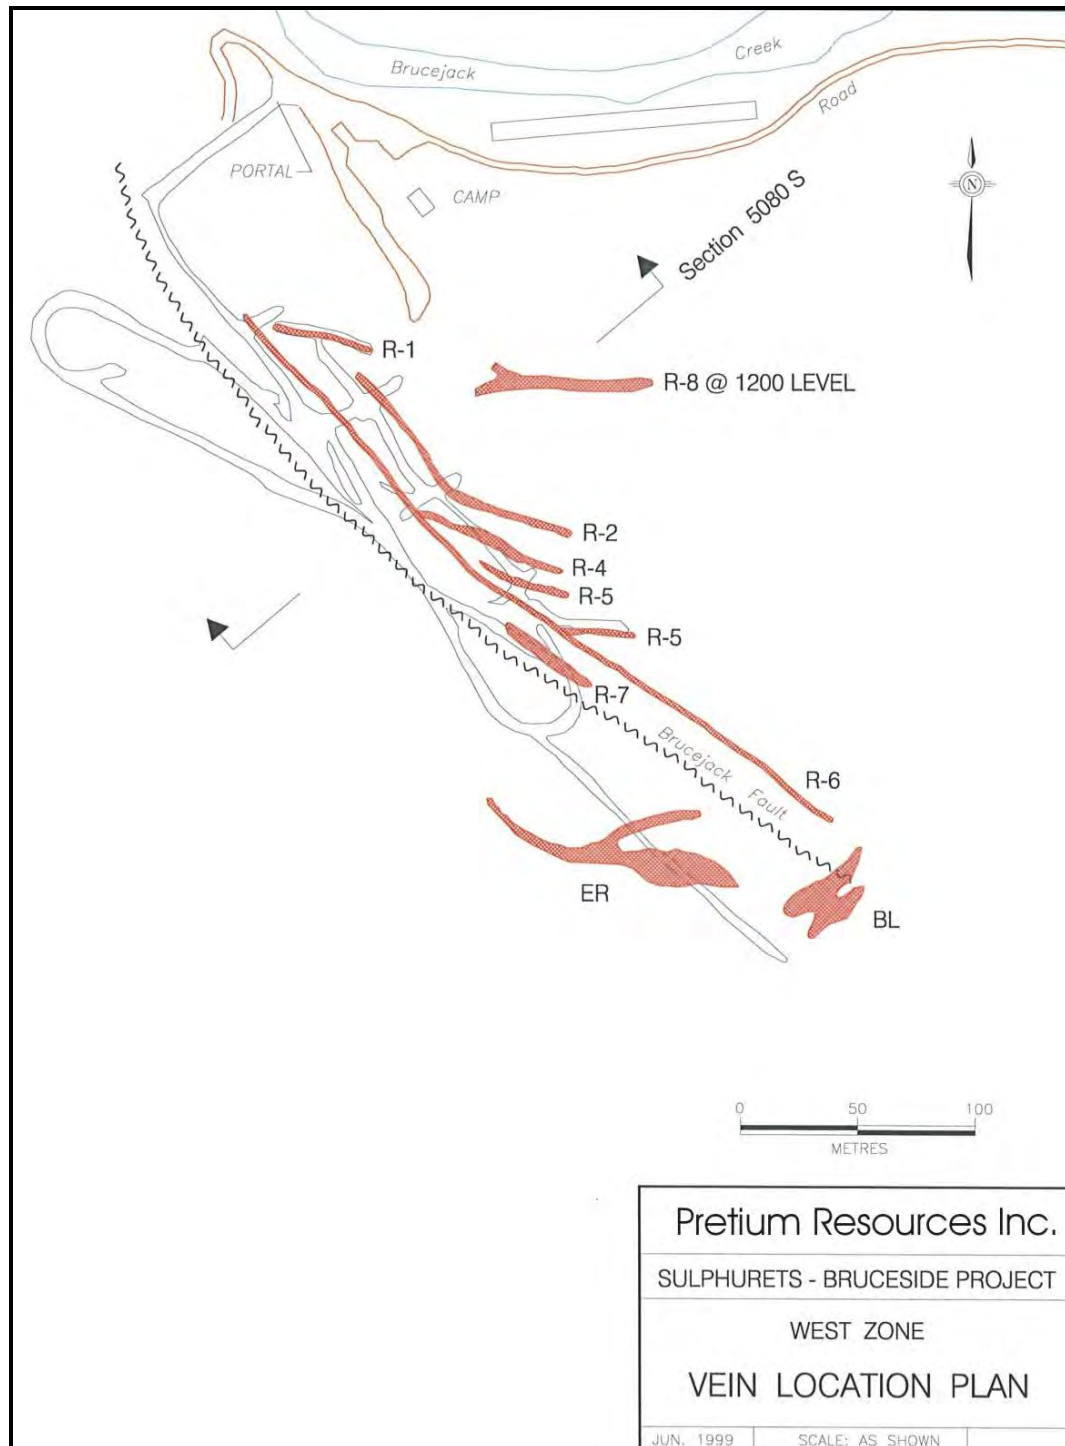 Brucejack Creek
Road
PORTAL
CAMP
N
Section 5080 S
R-1
R-8 @ 1200 LEVEL
R-2
R-4
R-5
R-5
R-7
Brucejack Fault
R-6
ER
BL
0 50 100
METRES
Pretium Resources Inc.
SULPHURETS - BRUCESIDE PROJECT
WEST ZONE
VEIN LOCATION PLAN
JUN. 1999 SCALE: AS SHOWN